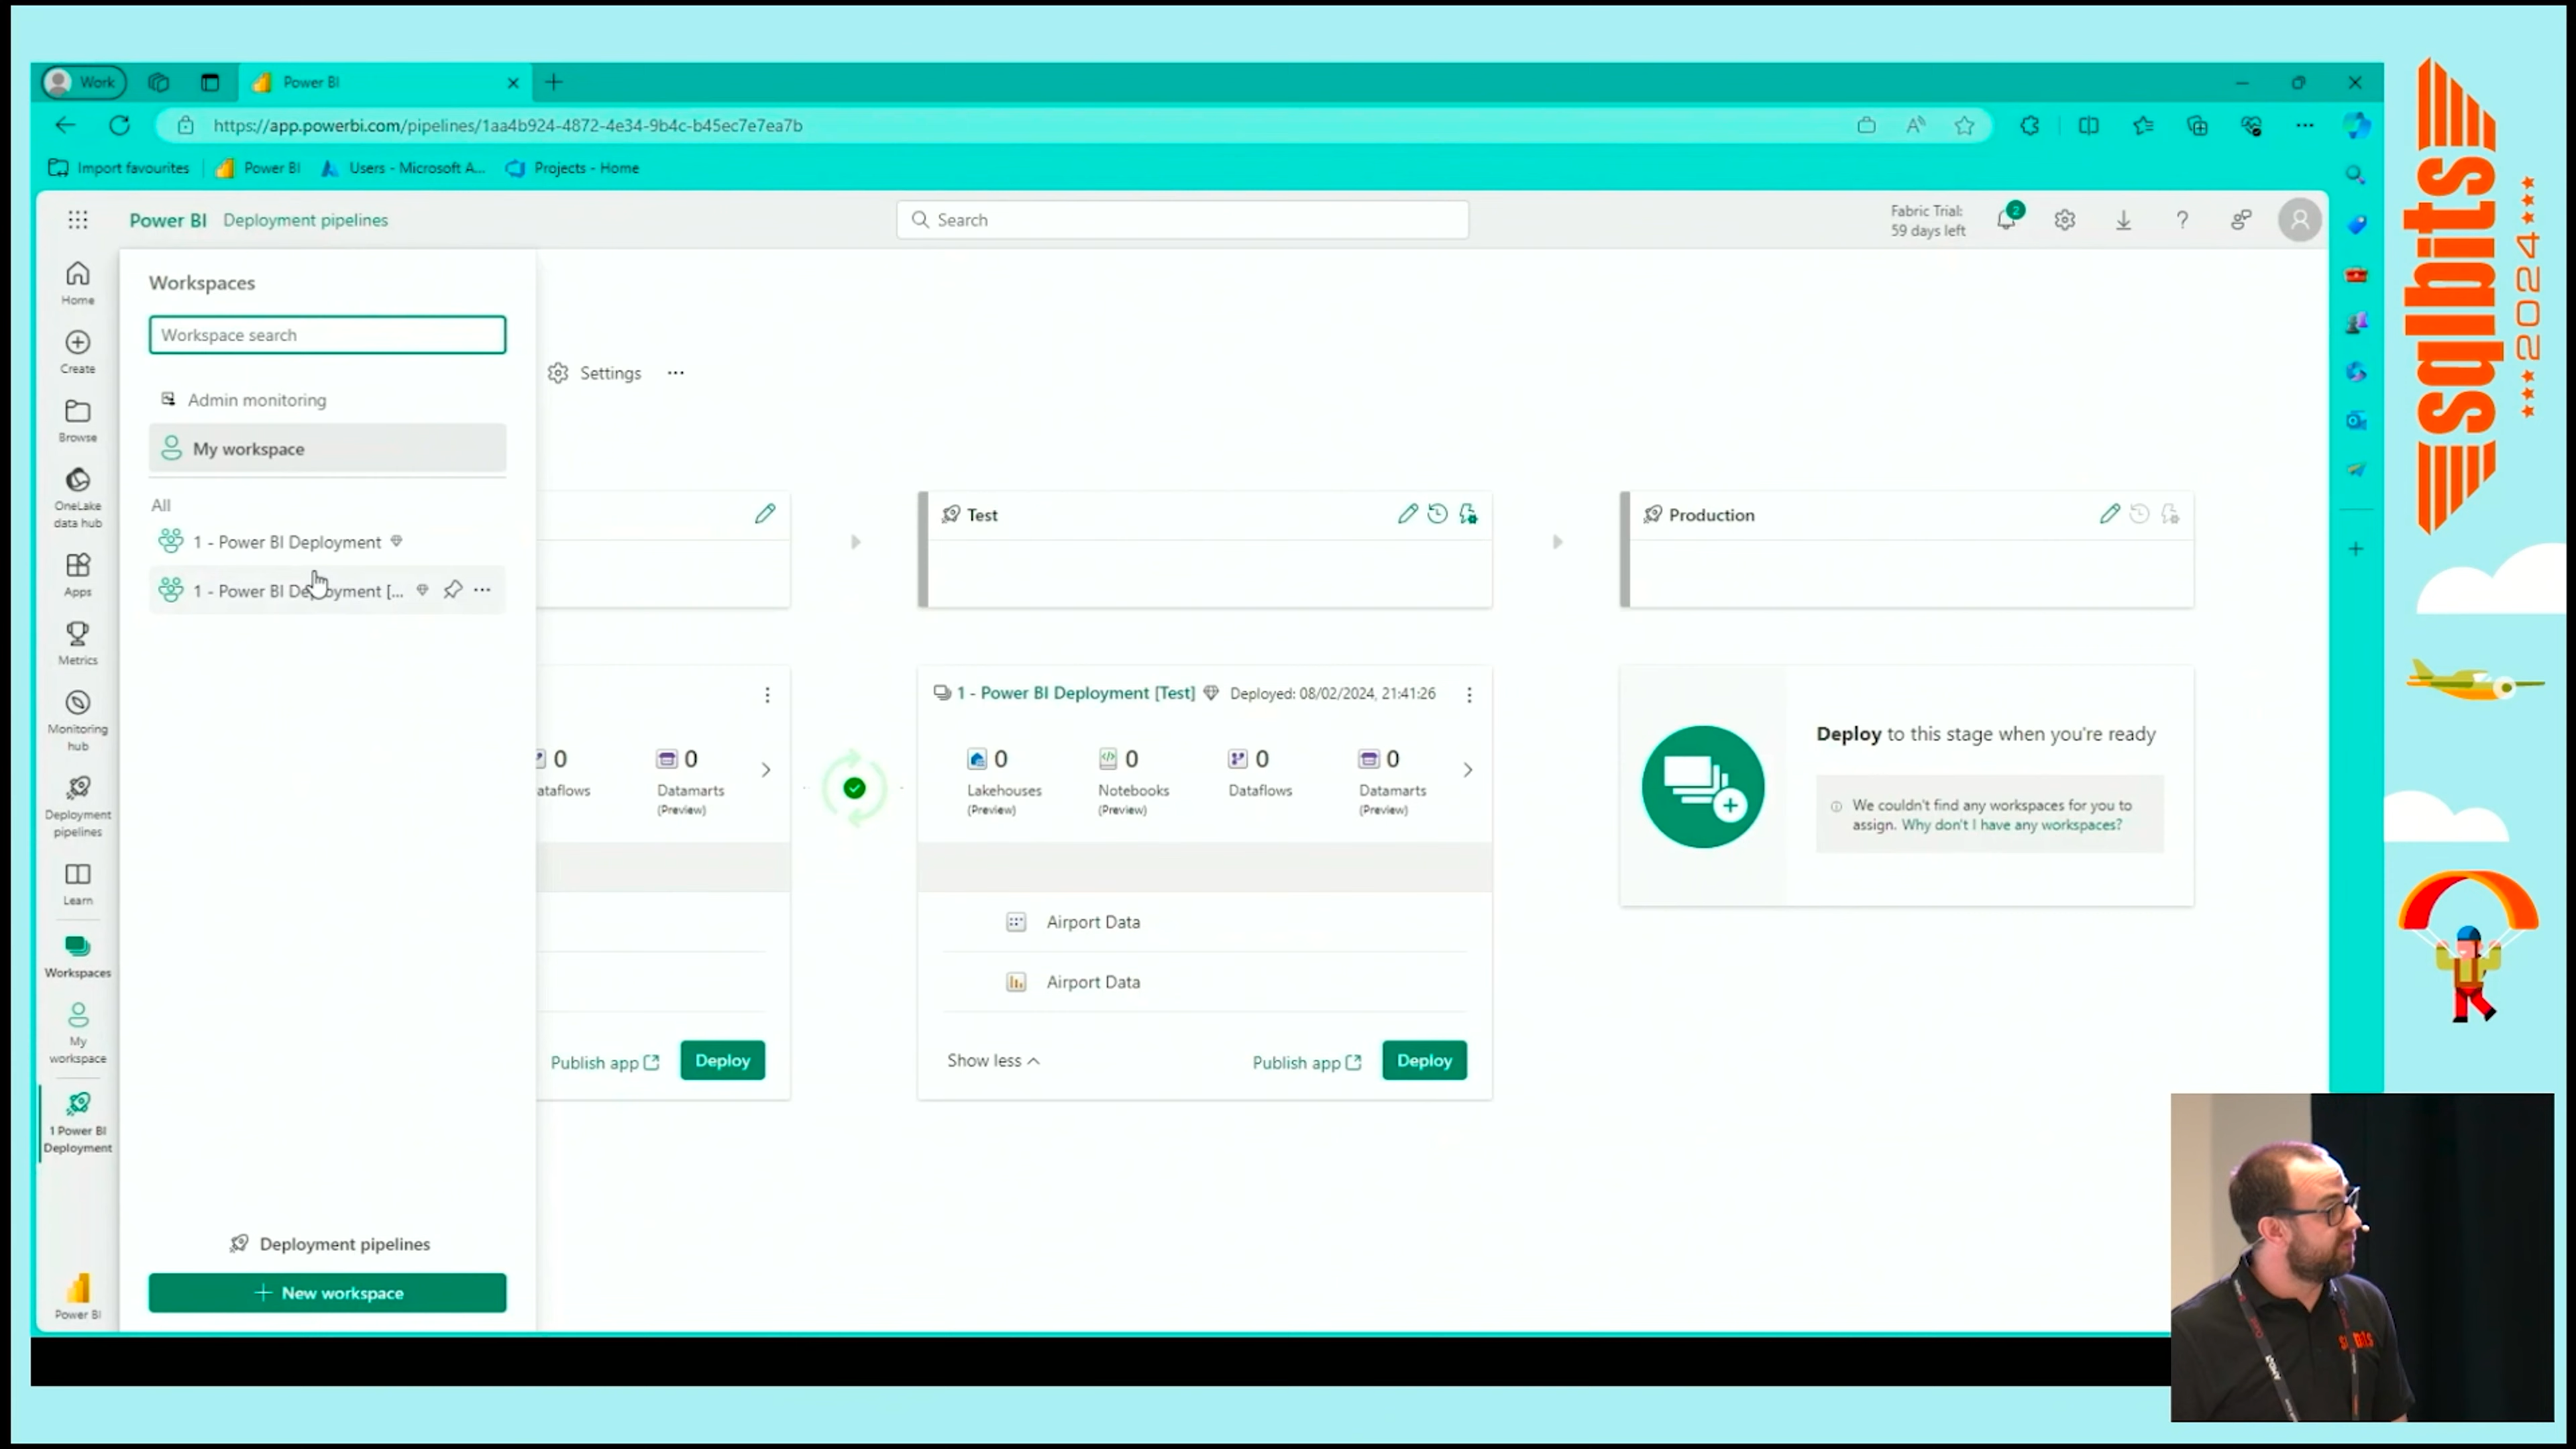 Work
Power BI
https://app.powerbi.com/pipelines/1aa4b924-4872-4e34-9b4c-b45ec7e7ea7b
Import favourites
Power BI
Users - Microsoft A...
Projects - Home
Power BI
Deployment pipelines
Search
Fabric Trial:
59 days left
2
Home
Create
Browse
OneLake
data hub
Apps
Metrics
Monitoring
hub
Deployment
pipelines
Learn
Workspaces
My
workspace
1 Power BI
Deployment
Power BI
Workspaces
Workspace search
Admin monitoring
My workspace
All
1 - Power BI Deployment
1 - Power BI Deployment [...
Deployment pipelines
New workspace
Settings
0
ataflows
0
Datamarts
(Preview)
Publish app
Deploy
Test
1 - Power BI Deployment [Test]
Deployed: 08/02/2024, 21:41:26
0
Lakehouses
(Preview)
0
Notebooks
(Preview)
0
Dataflows
0
Datamarts
(Preview)
Airport Data
Airport Data
Show less
Publish app
Deploy
Production
Deploy to this stage when you're ready
We couldn't find any workspaces for you to
assign. Why don't I have any workspaces?
sqlbits
2024